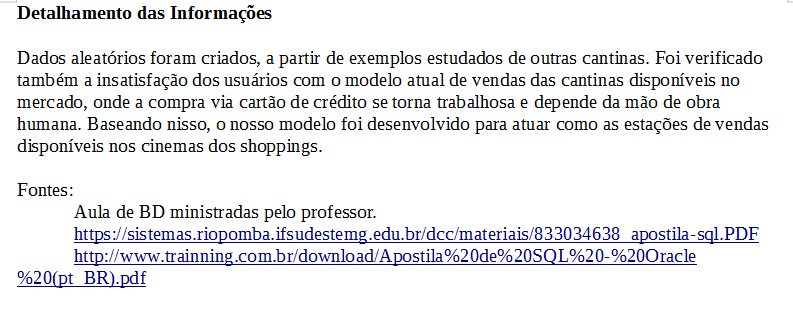 Detalhamento das Informações
Dados aleatórios foram criados, a partir de exemplos estudados de outras cantinas. Foi verificado
também a insatisfação dos usuários com o modelo atual de vendas das cantinas disponíveis no
mercado, onde a compra via cartão de crédito se torna trabalhosa e depende da mão de obra
humana. Baseando nisso, o nosso modelo foi desenvolvido para atuar como as estações de vendas
disponíveis nos cinemas dos shoppings.
Fontes:
Aula de BD ministradas pelo professor.
https://sistemas.riopomba.ifsudestemg.edu.br/dcc/materiais/833034638_apostila-sql.PDF
http://www.trainning.com.br/download/Apostila%20de%20SQL%20-%20Oracle
%20(pt_BR).pdf